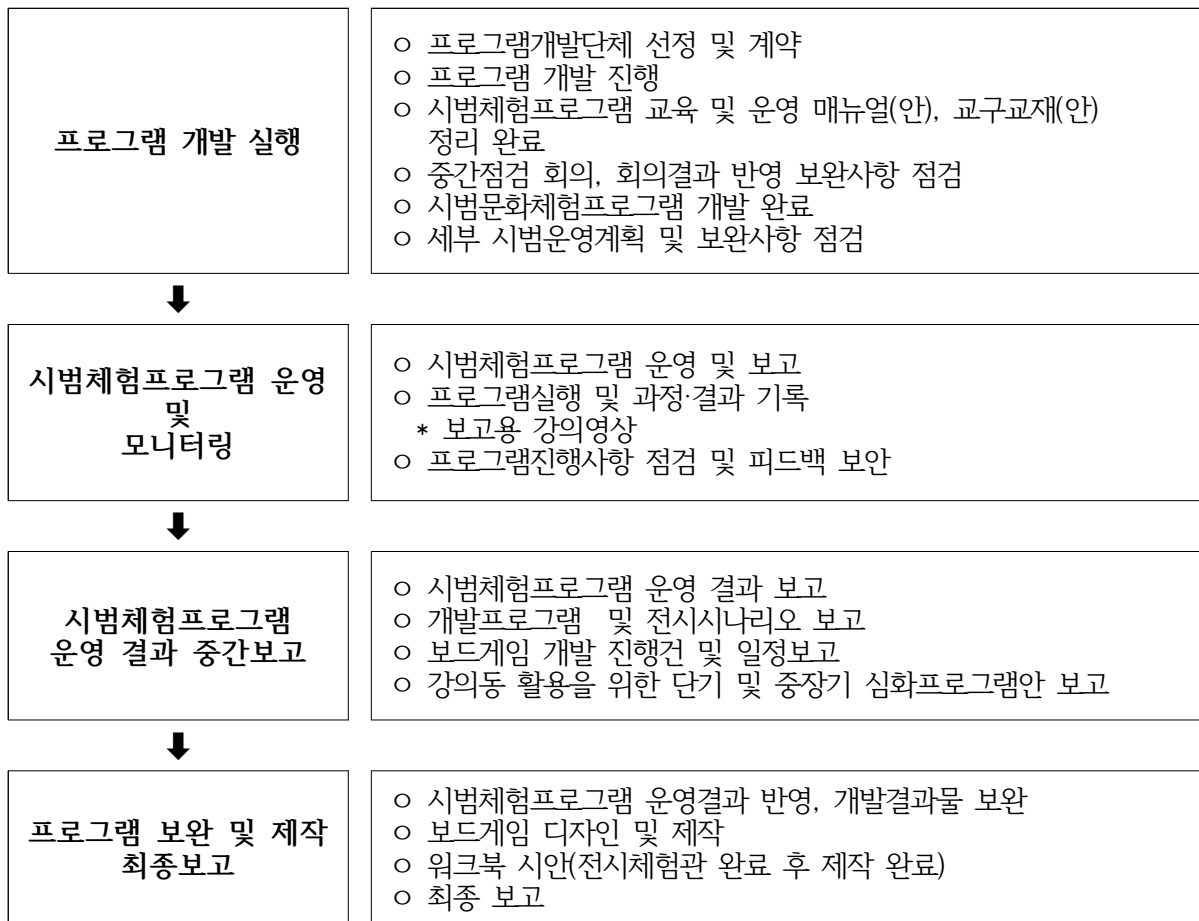 프로그램 개발 실행
ㅇ 프로그램개발단체 선정 및 계약
ㅇ 프로그램 개발 진행
ㅇ 시범체험프로그램 교육 및 운영 매뉴얼(안), 교구교재(안)
정리 완료
ㅇ 중간점검 회의, 회의결과 반영 보완사항 점검
ㅇ 시범문화체험프로그램 개발 완료
ㅇ 세부 시범운영계획 및 보완사항 점검
시범체험프로그램 운영
및
모니터링
ㅇ 시범체험프로그램 운영 및 보고
ㅇ 프로그램실행 및 과정·결과 기록
* 보고용 강의영상
ㅇ 프로그램진행사항 점검 및 피드백 보안
시범체험프로그램
운영 결과 중간보고
ㅇ 시범체험프로그램 운영 결과 보고
ㅇ 개발프로그램 및 전시시나리오 보고
ㅇ 보드게임 개발 진행건 및 일정보고
ㅇ 강의동 활용을 위한 단기 및 중장기 심화프로그램안 보고
프로그램 보완 및 제작
최종보고
ㅇ 시범체험프로그램 운영결과 반영, 개발결과물 보완
ㅇ 보드게임 디자인 및 제작
ㅇ 워크북 시안(전시체험관 완료 후 제작 완료)
ㅇ 최종 보고